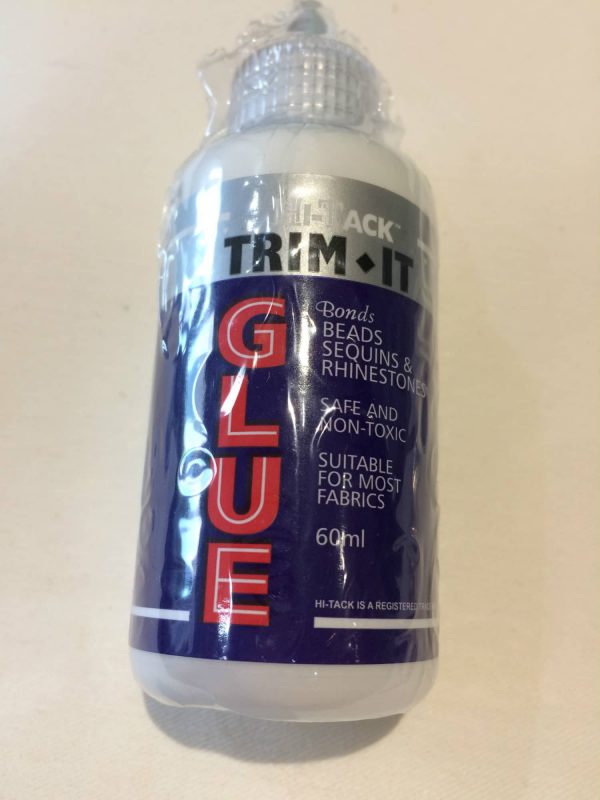 HI-TACK™
TRIM◆IT
GLUE
Bonds
BEADS
SEQUINS &
RHINESTONES
SAFE AND
NON-TOXIC
SUITABLE
FOR MOST
FABRICS
60ml
HI-TACK IS A REGISTERED